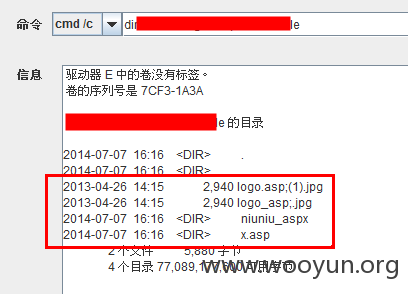 命令 cmd /c dir le
信息
驱动器 E 中的卷没有标签。
卷的序列号是 7CF3-1A3A
le 的目录
2014-07-07 16:16 <DIR> .
2014-07-07 16:16 <DIR>
2013-04-26 14:15 2,940 logo.asp;(1).jpg
2013-04-26 14:15 2,940 logo_asp;.jpg
2014-07-07 16:16 <DIR> niuniu_aspx
2014-07-07 16:16 <DIR> x.asp
2 个文件 5,880 字节
4 个目录 77,089,
www.wooyun.org